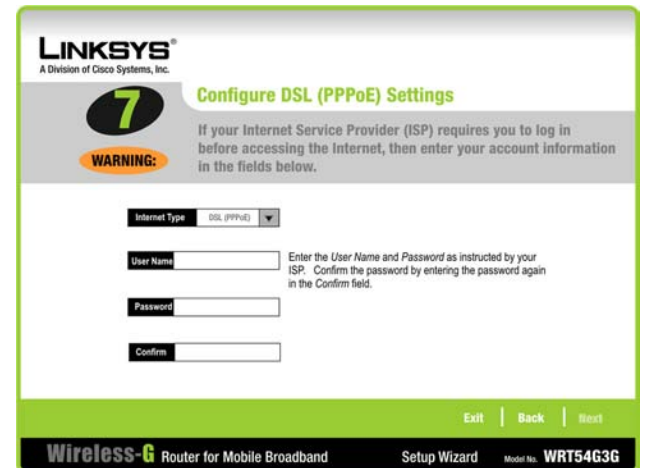 LINKSYS®
A Division of Cisco Systems, Inc.
7
WARNING:
Configure DSL (PPPoE) Settings
If your Internet Service Provider (ISP) requires you to log in
before accessing the Internet, then enter your account information
in the fields below.
Internet Type DSL (PPPoE)
User Name
Enter the User Name and Password as instructed by your
ISP. Confirm the password by entering the password again
in the Confirm field.
Password
Confirm
Exit Back Next
Wireless-G Router for Mobile Broadband Setup Wizard Model No. WRT54G3G